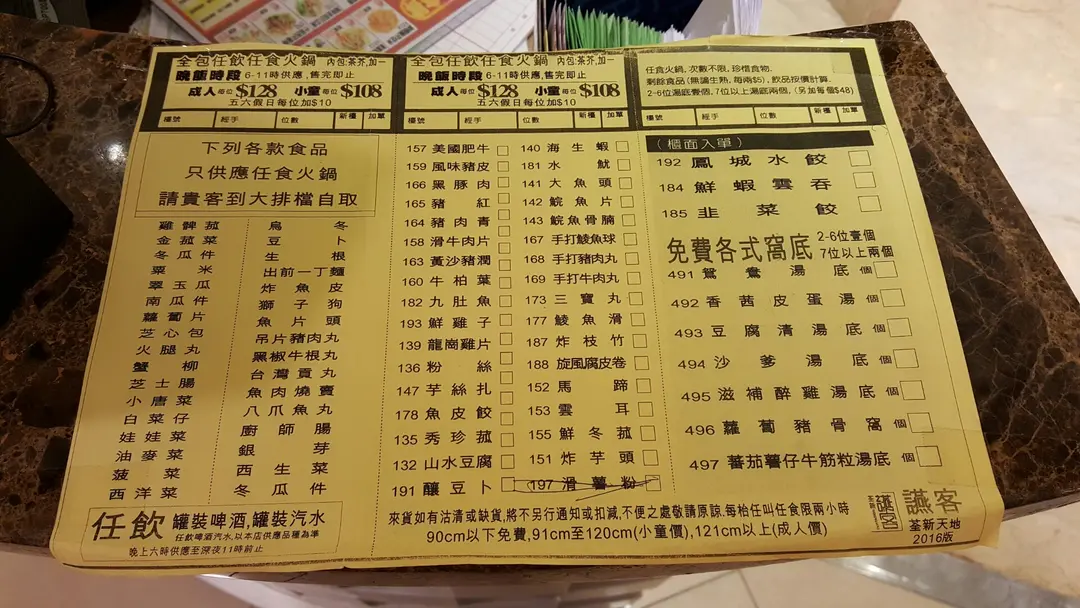 全包任飲任食火鍋 內包:茶芥,加一
晚飯時段 6-11時供應,售完即止
成人每位$128 小童每位$108
五六假日每位加$10
檯號 經手 位數 新檯 加單
下列各款食品
只供應任食火鍋
請貴客到大排檔自取
雞髀菇 烏冬
金菇菜 豆卜
冬瓜件 生根
粟米 出前一丁麵
翠玉瓜 炸魚皮
南瓜件 獅子狗
蘿蔔片 魚片頭
芝心包 吊片豬肉丸
火腿丸 黑椒牛根丸
蟹柳 台灣貢丸
芝士腸 魚肉燒賣
小唐菜 八爪魚丸
白菜仔 廚師腸
娃娃菜 銀芽
油麥菜 西生菜
菠菜 冬瓜件
西洋菜
任飲 罐裝啤酒,罐裝汽水
任飲啤酒汽水,以本店供應品種為準
晚上六時供應至深夜11時前止
全包任飲任食火鍋 內包:茶芥,加一
晚飯時段 6-11時供應,售完即止
成人每位$128 小童每位$108
五六假日每位加$10
檯號 經手 位數 新檯 加單
157 美國肥牛
159 風味豬皮
166 黑豚肉
165 豬紅
164 豬肉青
158 滑牛肉片
163 黃沙豬潤
160 牛柏葉
182 九肚魚
193 鮮雞子
139 龍崗雞片
136 粉絲
147 芋絲扎
178 魚皮餃
135 秀珍菰
132 山水豆腐
191 釀豆卜
140 海生蝦
181 水魷
141 大魚頭
142 鯇魚片
143 鯇魚骨腩
167 手打鯪魚球
168 手打豬肉丸
169 手打牛肉丸
173 三寶丸
177 鯪魚滑
187 炸枝竹
188 旋風腐皮卷
152 馬蹄
153 雲耳
155 鮮冬菰
151 炸芋頭
197 滑薯粉
任食火鍋, 次數不限, 珍惜食物.
剩餘食品(無論生熟,每兩$5), 飲品按價計算.
2-6位湯底壹個, 7位以上湯底兩個, (另加每個$48)
檯號 經手 位數 新檯 加單
(櫃面入單)
192 鳳城水餃
184 鮮蝦雲吞
185 韭菜餃
免費各式窩底 2-6位壹個
7位以上兩個
491 鴛鴦湯底 個
492 香茜皮蛋湯 個
493 豆腐清湯底 個
494 沙爹湯底 個
495 滋補醉雞湯底 個
496 蘿蔔豬骨窩 個
497 蕃茄薯仔牛筋粒湯底 個
來貨如有沽清或缺貨,將不另行通知或扣減,不便之處敬請原諒,每枱任叫任食限兩小時
90cm以下免費,91cm至120cm(小童價),121cm以上(成人價)
讌客
荃新天地
2016版